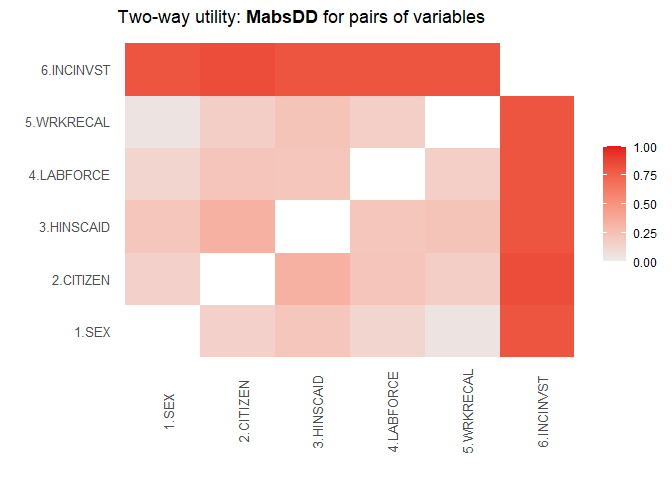 Two-way utility: MabsDD for pairs of variables
6.INCINVST
5.WRKRECAL
4.LABFORCE
3.HINSCAID
2.CITIZEN
1.SEX
1.SEX
2.CITIZEN
3.HINSCAID
4.LABFORCE
5.WRKRECAL
6.INCINVST
1.00
0.75
0.50
0.25
0.00